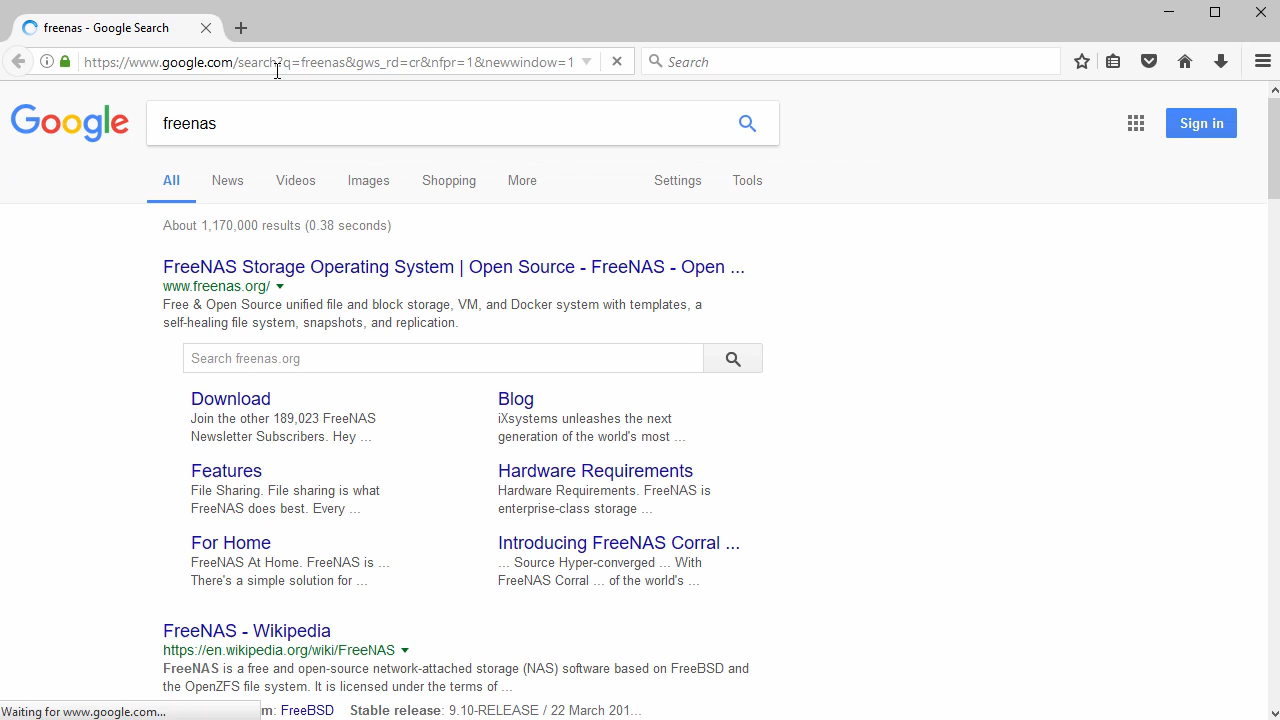 freenas - Google Search
https://www.google.com/search?q=freenas&gws_rd=cr&nfpr=1&newwindow=1
Search
Google
freenas
Sign in
All
News
Videos
Images
Shopping
More
Settings
Tools
About 1,170,000 results (0.38 seconds)
FreeNAS Storage Operating System | Open Source - FreeNAS - Open ...
www.freenas.org/
Free & Open Source unified file and block storage, VM, and Docker system with templates, a
self-healing file system, snapshots, and replication.
Search freenas.org
Download
Join the other 189,023 FreeNAS
Newsletter Subscribers. Hey ...
Blog
iXsystems unleashes the next
generation of the world's most ...
Features
File Sharing. File sharing is what
FreeNAS does best. Every ...
Hardware Requirements
Hardware Requirements. FreeNAS is
enterprise-class storage ...
For Home
FreeNAS At Home. FreeNAS is ...
There's a simple solution for ...
Introducing FreeNAS Corral ...
... Source Hyper-converged ... With
FreeNAS Corral ... of the world's ...
FreeNAS - Wikipedia
https://en.wikipedia.org/wiki/FreeNAS
FreeNAS is a free and open-source network-attached storage (NAS) software based on FreeBSD and
the OpenZFS file system. It is licensed under the terms of ...
m: FreeBSD Stable release: 9.10-RELEASE / 22 March 201...
Waiting for www.google.com...